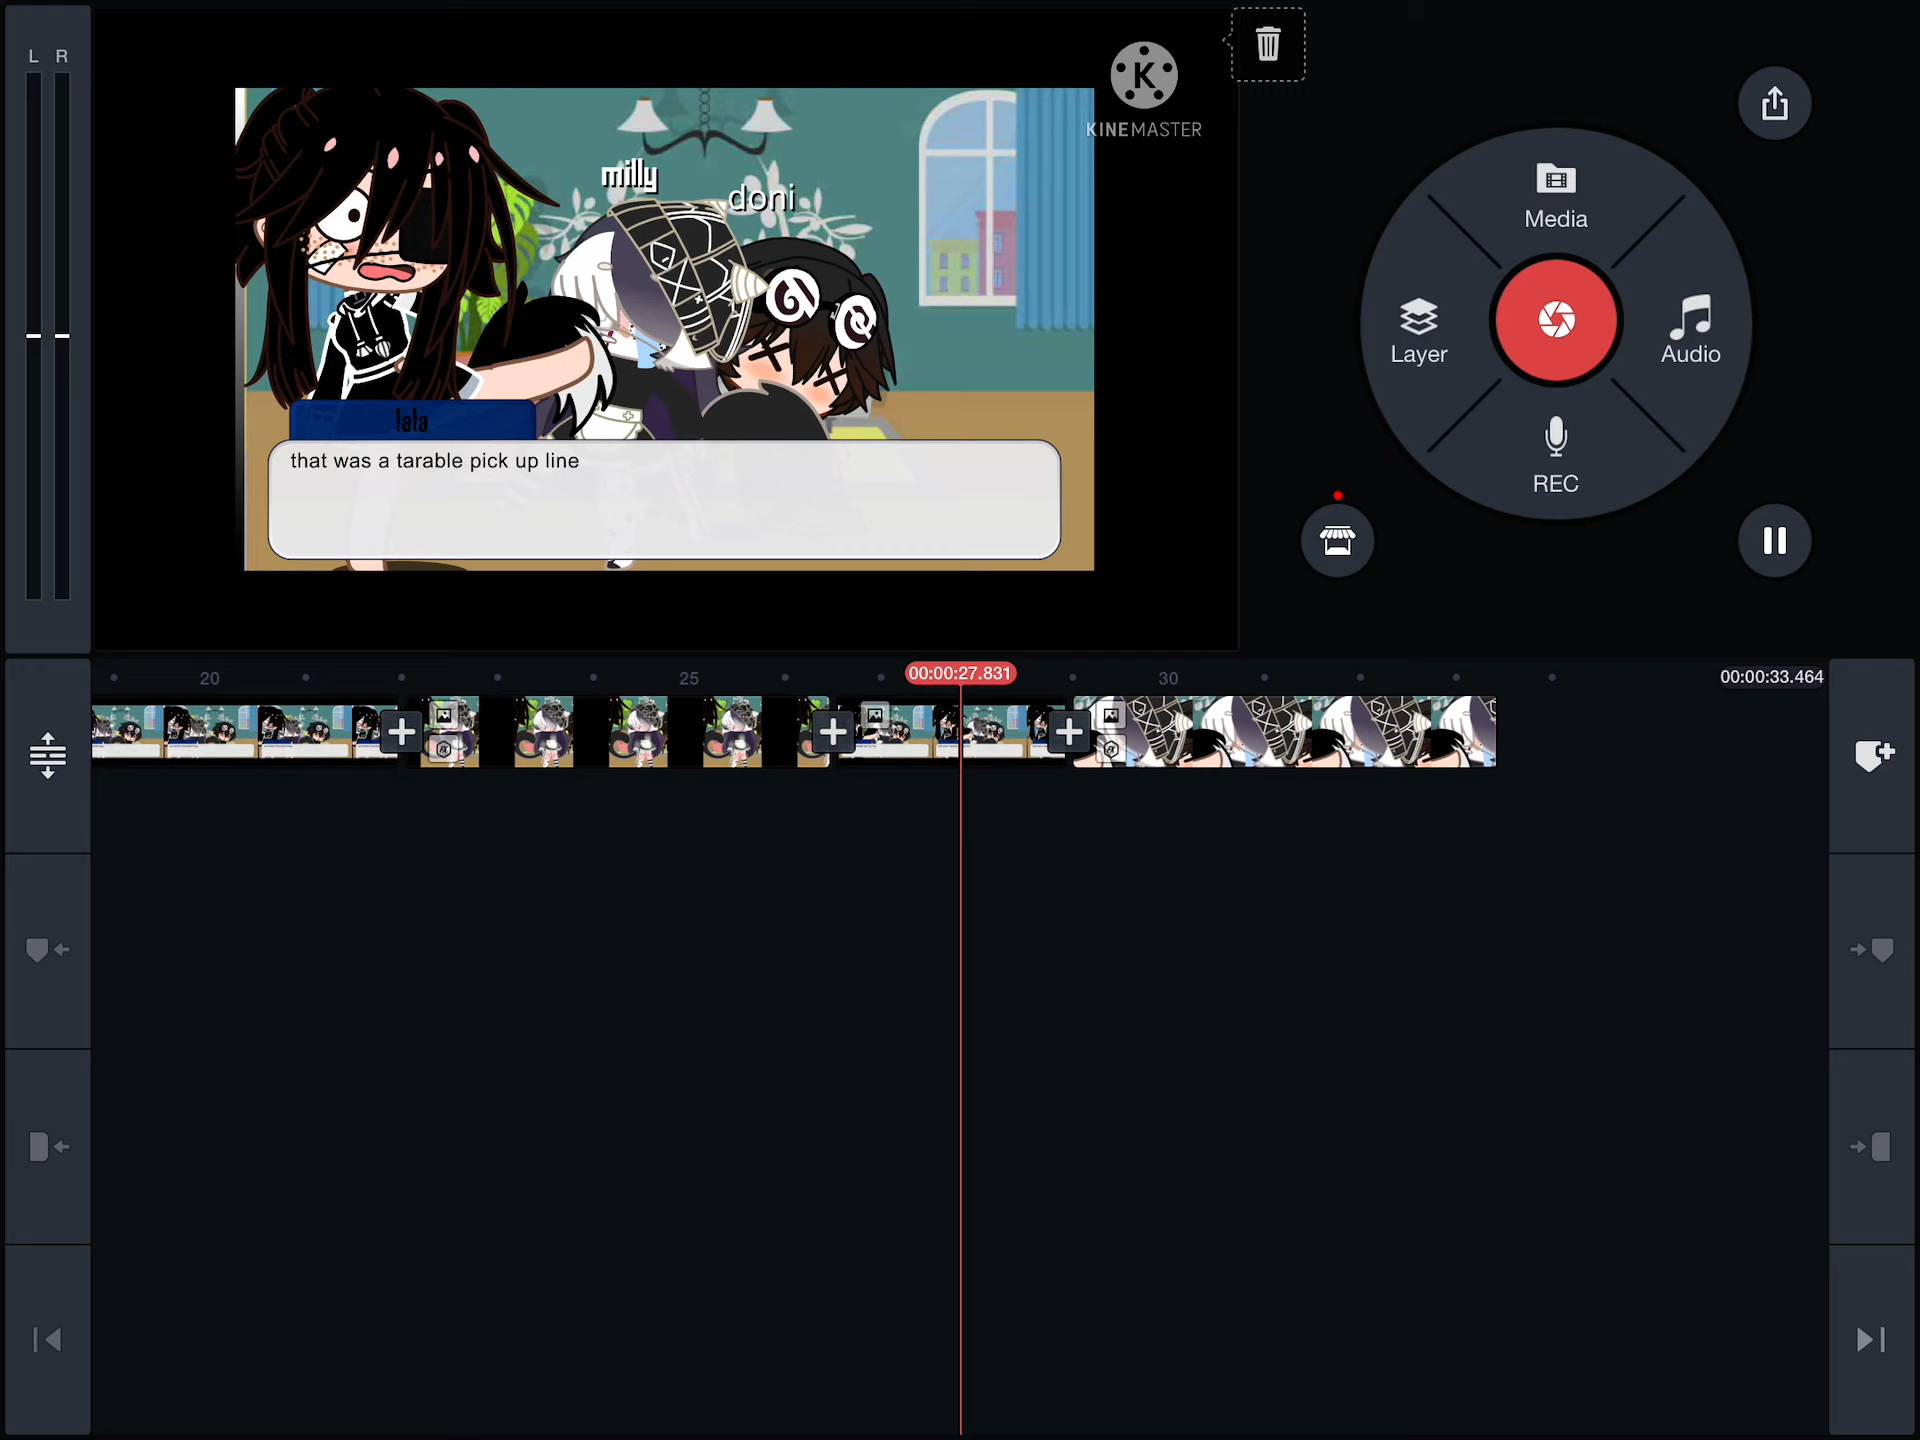 L R
KINEMASTER
milly
doni
lala
that was a tarable pick up line
Media
Layer
Audio
REC
20
25
00:00:27.831
30
00:00:33.464